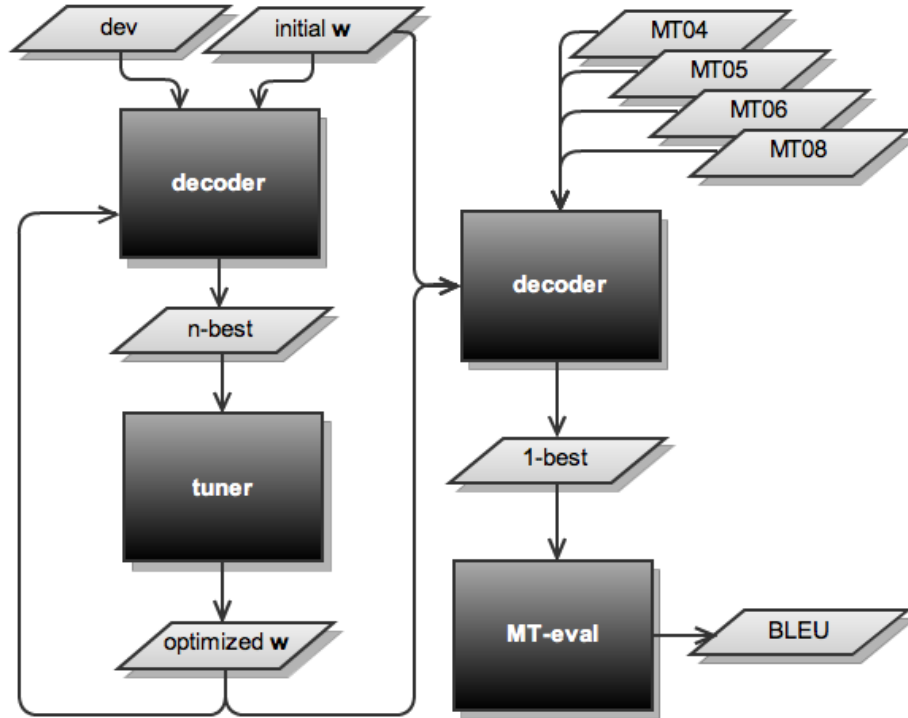 dev
initial w
decoder
n-best
tuner
optimized w
MT04
MT05
MT06
MT08
decoder
1-best
MT-eval
BLEU